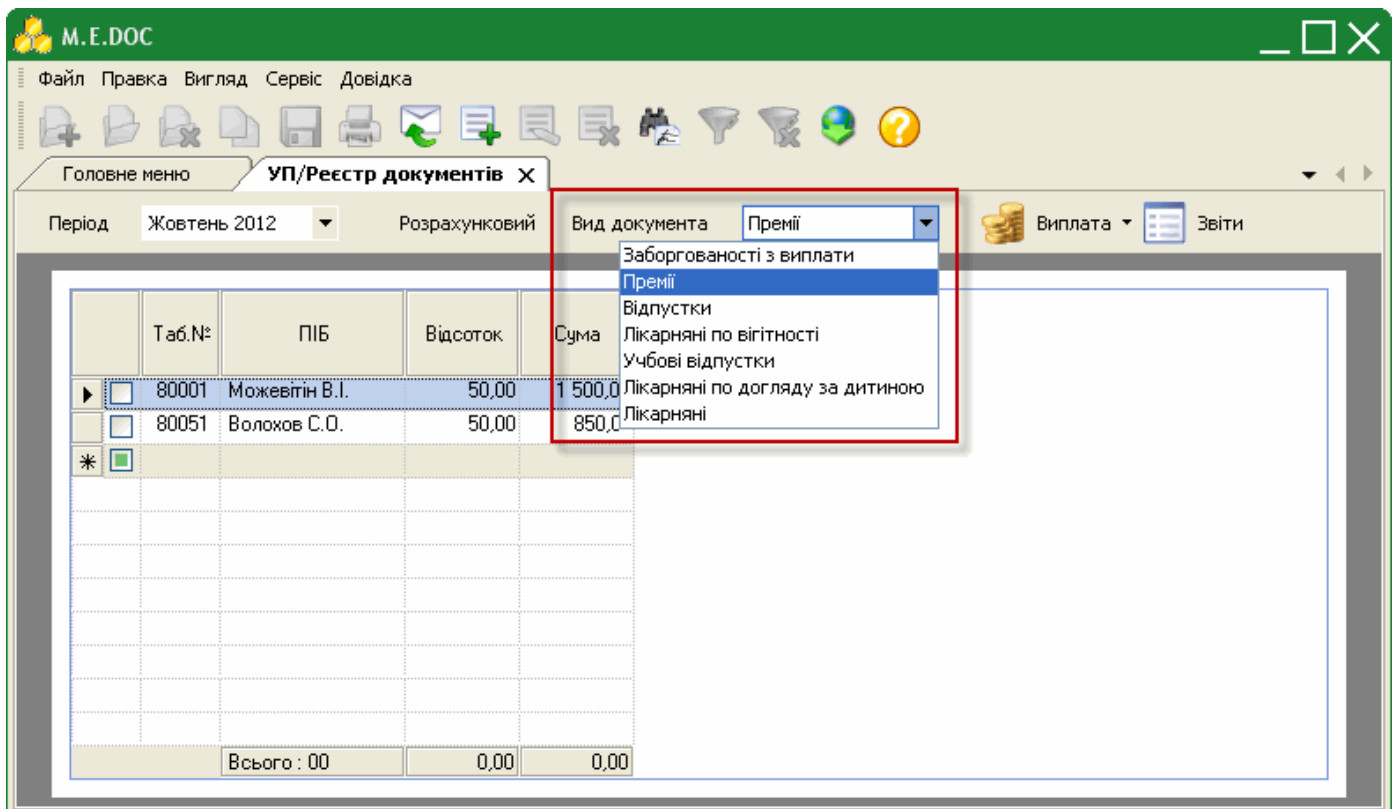 M.E.DOC
Файл Правка Вигляд Сервіс Довідка
Головне меню УП/Реєстр документів
Період Жовтень 2012 Розрахунковий Вид документа Премії Виплата Звіти
Заборгованості з виплати
Премії
Відпустки
Лікарняні по вігітності
Учбові відпустки
Лікарняні по догляду за дитиною
Лікарняні
Таб.№ ПІБ Відсоток Сума
80001 Можевітін В.І. 50,00 1 500,0
80051 Волохов С.О. 50,00 850,0
Всього : 00 0,00 0,00